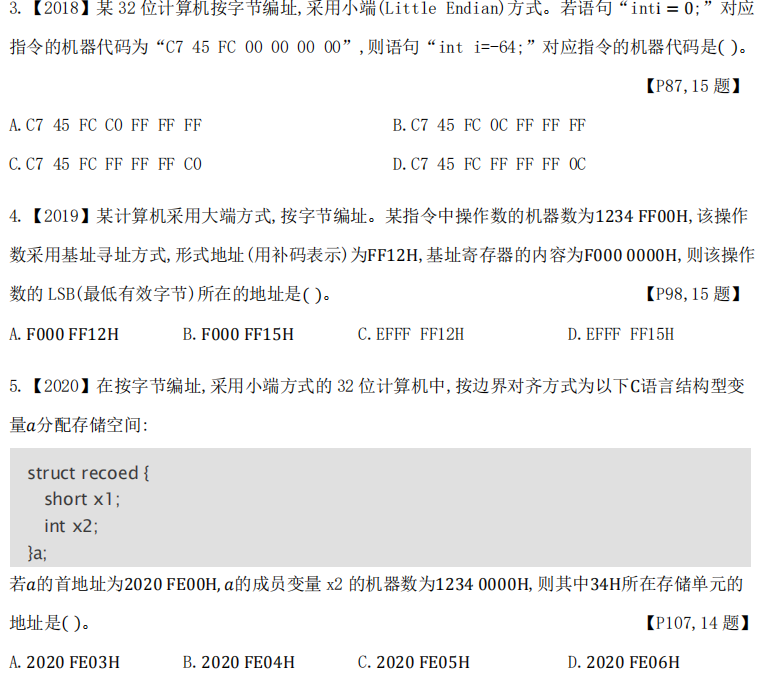 3. 【2018】某 32 位计算机按字节编址,采用小端(Little Endian)方式。若语句“inti = 0;”对应
指令的机器代码为“C7 45 FC 00 00 00 00”,则语句“int i=-64;”对应指令的机器代码是( )。
【P87,15 题】
A.C7 45 FC C0 FF FF FF B.C7 45 FC 0C FF FF FF
C.C7 45 FC FF FF FF C0 D.C7 45 FC FF FF FF 0C
4. 【2019】某计算机采用大端方式,按字节编址。某指令中操作数的机器数为1234 FF00H,该操作
数采用基址寻址方式,形式地址(用补码表示)为FF12H,基址寄存器的内容为F000 0000H,则该操作
数的 LSB(最低有效字节)所在的地址是( )。 【P98,15 题】
A. F000 FF12H B. F000 FF15H C.EFFF FF12H D.EFFF FF15H
5. 【2020】在按字节编址,采用小端方式的 32 位计算机中,按边界对齐方式为以下C语言结构型变
量a分配存储空间:
struct recoed {
short x1;
int x2;
}a;
若a的首地址为2020 FE00H, a的成员变量 x2 的机器数为1234 0000H,则其中34H所在存储单元的
地址是( )。 【P107,14 题】
A. 2020 FE03H B. 2020 FE04H C. 2020 FE05H D. 2020 FE06H